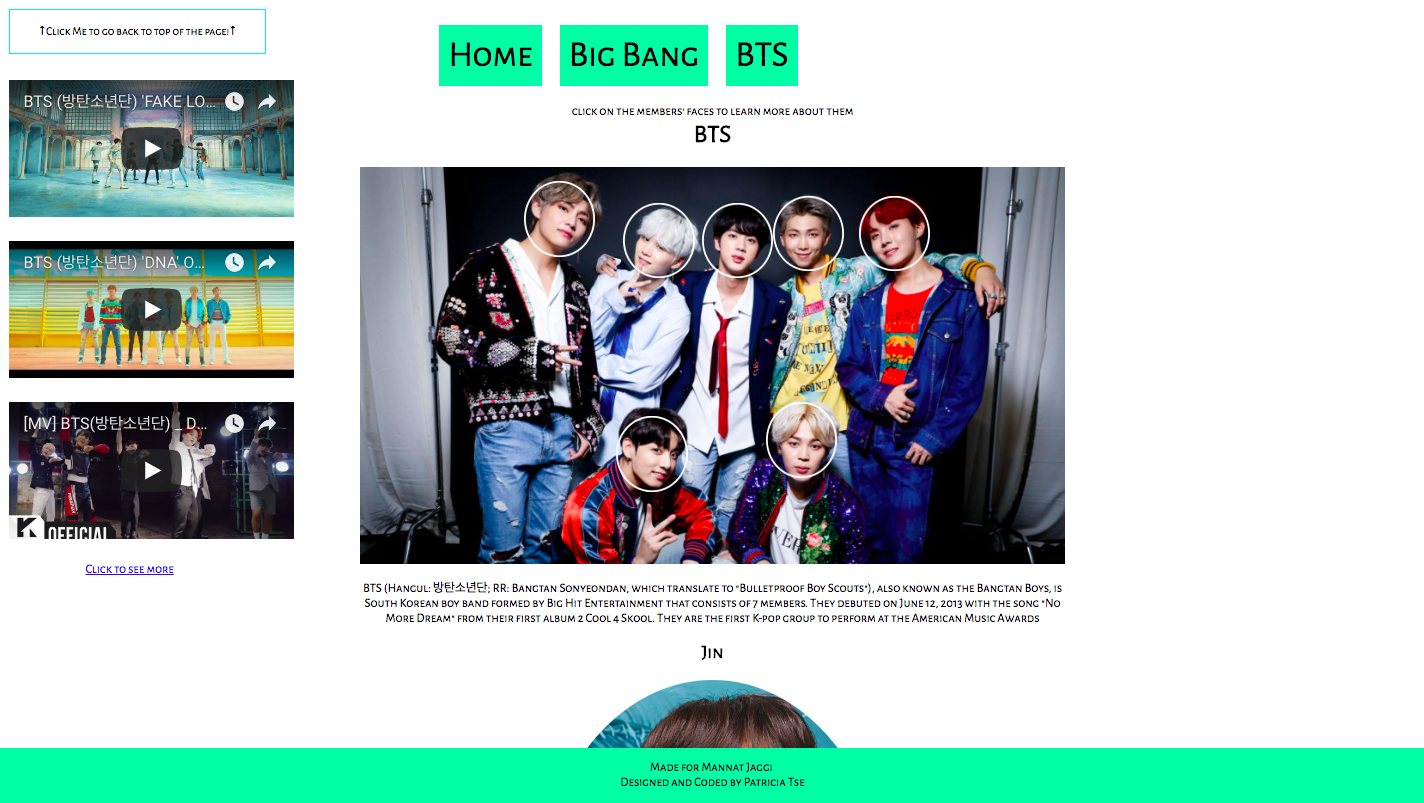 ↑Click Me to go back to top of the page!↑
Home
Big Bang
BTS
click on the members' faces to learn more about them
BTS
BTS (방탄소년단) 'FAKE LO...
BTS (방탄소년단) 'DNA' O...
[MV] BTS(방탄소년단) _ D...
OFFICIAL
Click to see more
BTS (Hangul: 방탄소년단; RR: Bangtan Sonyeondan, which translate to "Bulletproof Boy Scouts"), also known as the Bangtan Boys, is
South Korean boy band formed by Big Hit Entertainment that consists of 7 members. They debuted on June 12, 2013 with the song "No
More Dream" from their first album 2 Cool 4 Skool. They are the first K-pop group to perform at the American Music Awards
Jin
Made for Mannat Jaggi
Designed and Coded by Patricia Tse